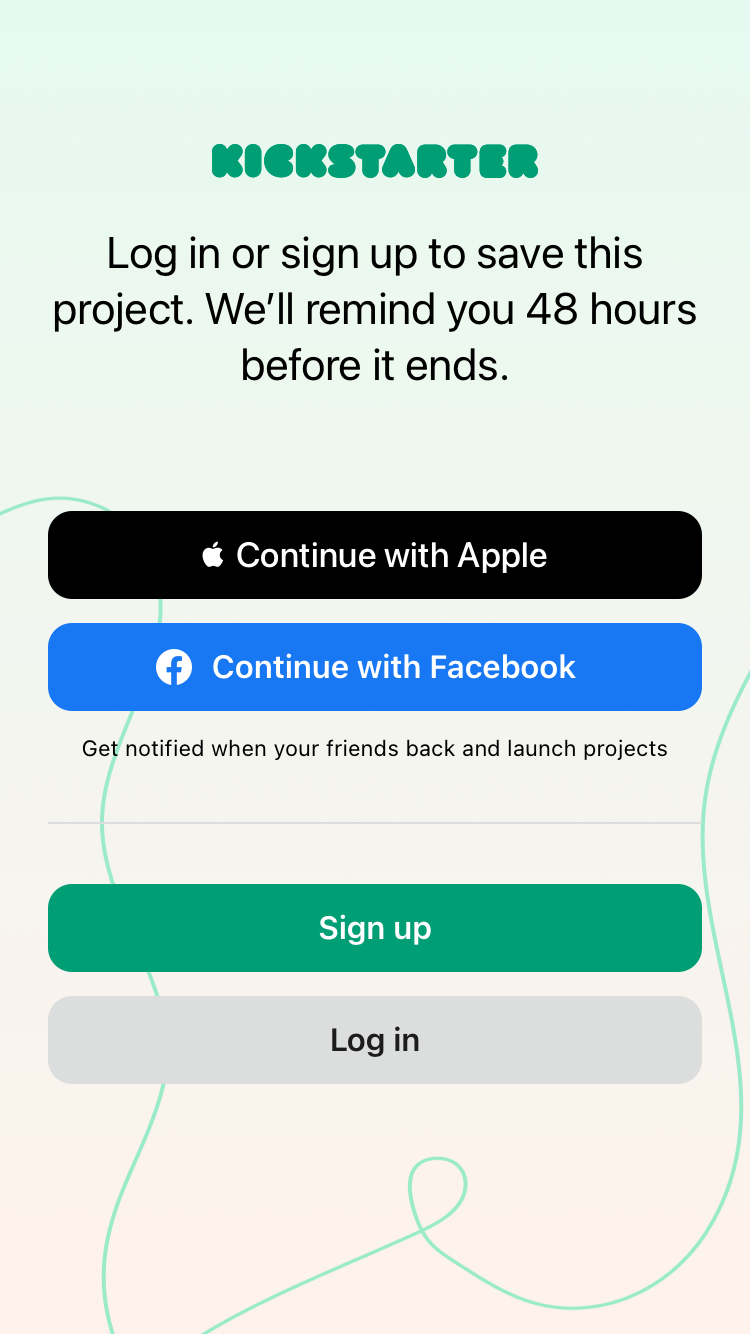 KICKSTARTER
Log in or sign up to save this
project. We’ll remind you 48 hours
before it ends.
Continue with Apple
Continue with Facebook
Get notified when your friends back and launch projects
Sign up
Log in